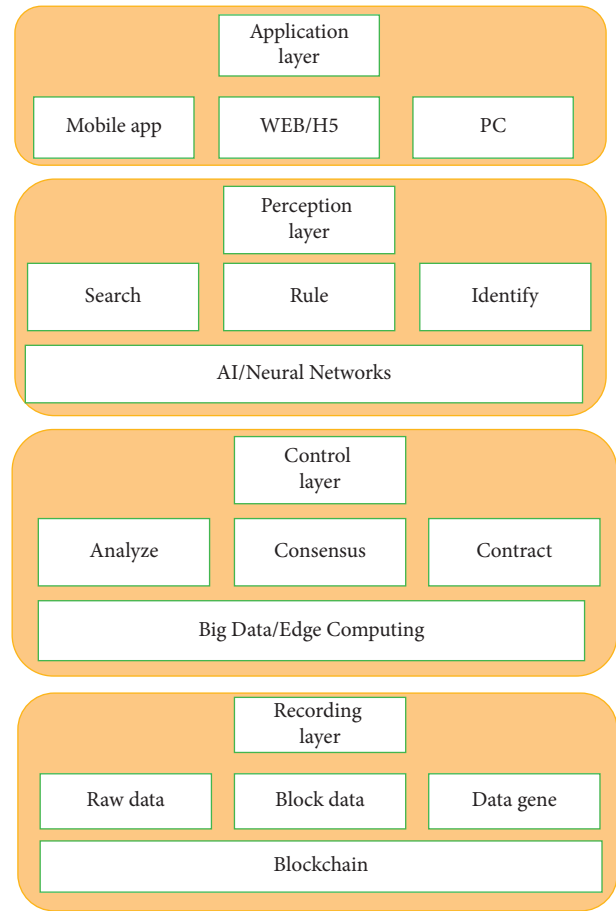 Application
layer
Mobile app
WEB/H5
PC
Perception
layer
Search
Rule
Identify
AI/Neural Networks
Control
layer
Analyze
Consensus
Contract
Big Data/Edge Computing
Recording
layer
Raw data
Block data
Data gene
Blockchain